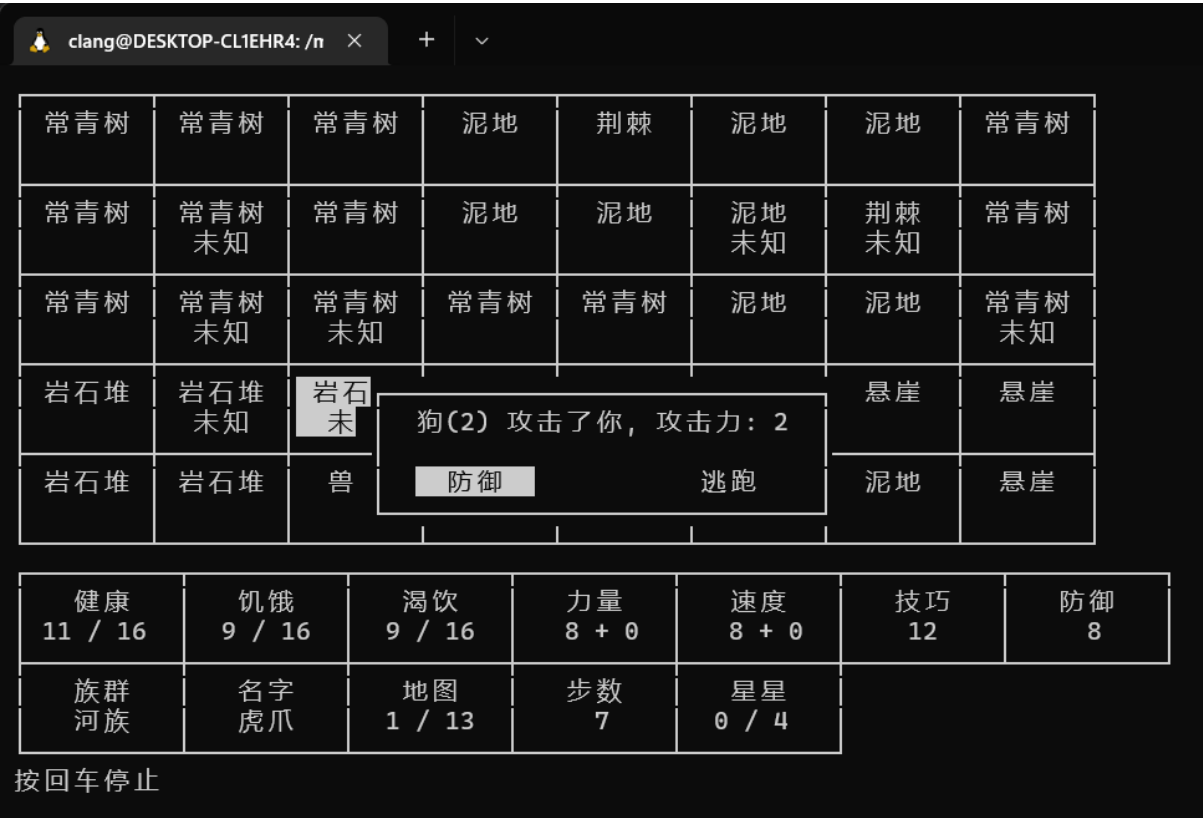 clang@DESKTOP-CL1EHR4: /m
常青树 常青树 常青树 泥地 荆棘 泥地 泥地 常青树
常青树 常青树 常青树 泥地 泥地 泥地 荆棘 常青树
未知 未知 未知
常青树 常青树 常青树 常青树 常青树 泥地 泥地 常青树
未知 未知 未知
岩石堆 岩石堆 岩石 悬崖 悬崖
未知 未 狗(2) 攻击了你, 攻击力: 2
岩石堆 岩石堆 兽 防御 逃跑 泥地 悬崖
健康 饥饿 渴饮 力量 速度 技巧 防御
11 / 16 9 / 16 9 / 16 8 + 0 8 + 0 12 8
族群 名字 地图 步数 星星
河族 虎爪 1 / 13 7 0 / 4
按回车停止